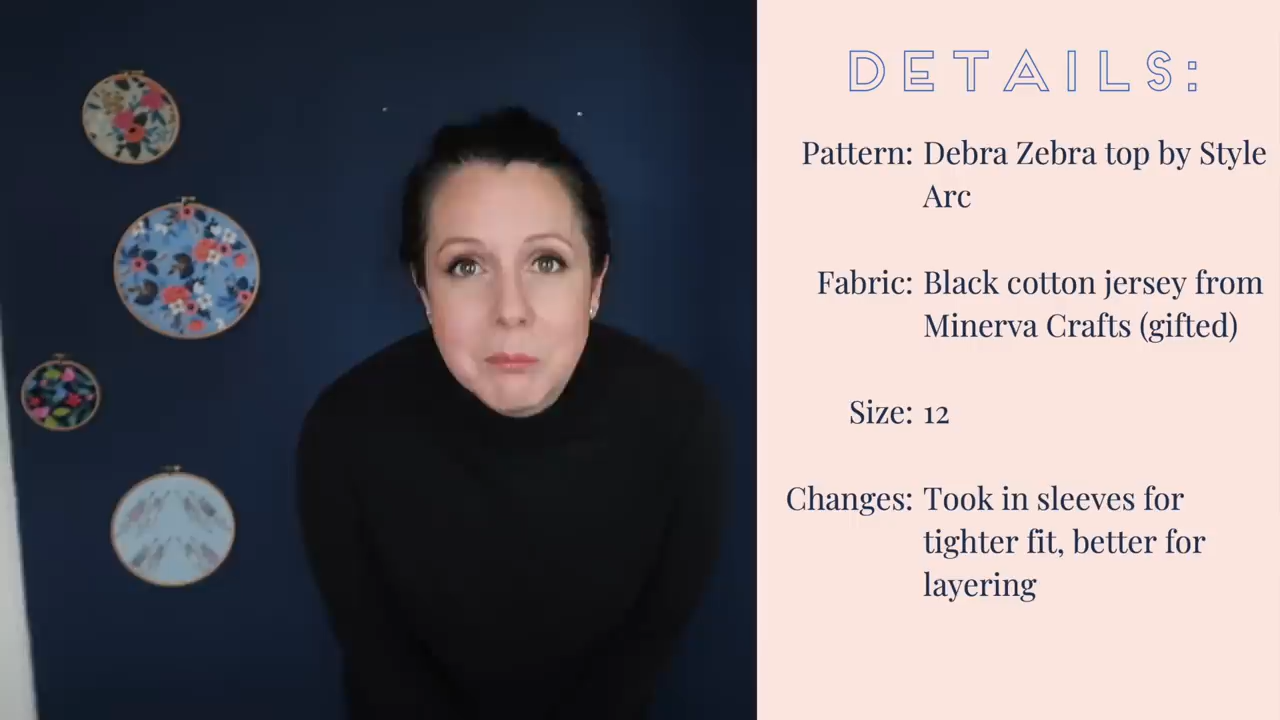 DETAILS:
Pattern: Debra Zebra top by Style
Arc
Fabric: Black cotton jersey from
Minerva Crafts (gifted)
Size: 12
Changes: Took in sleeves for
tighter fit, better for
layering